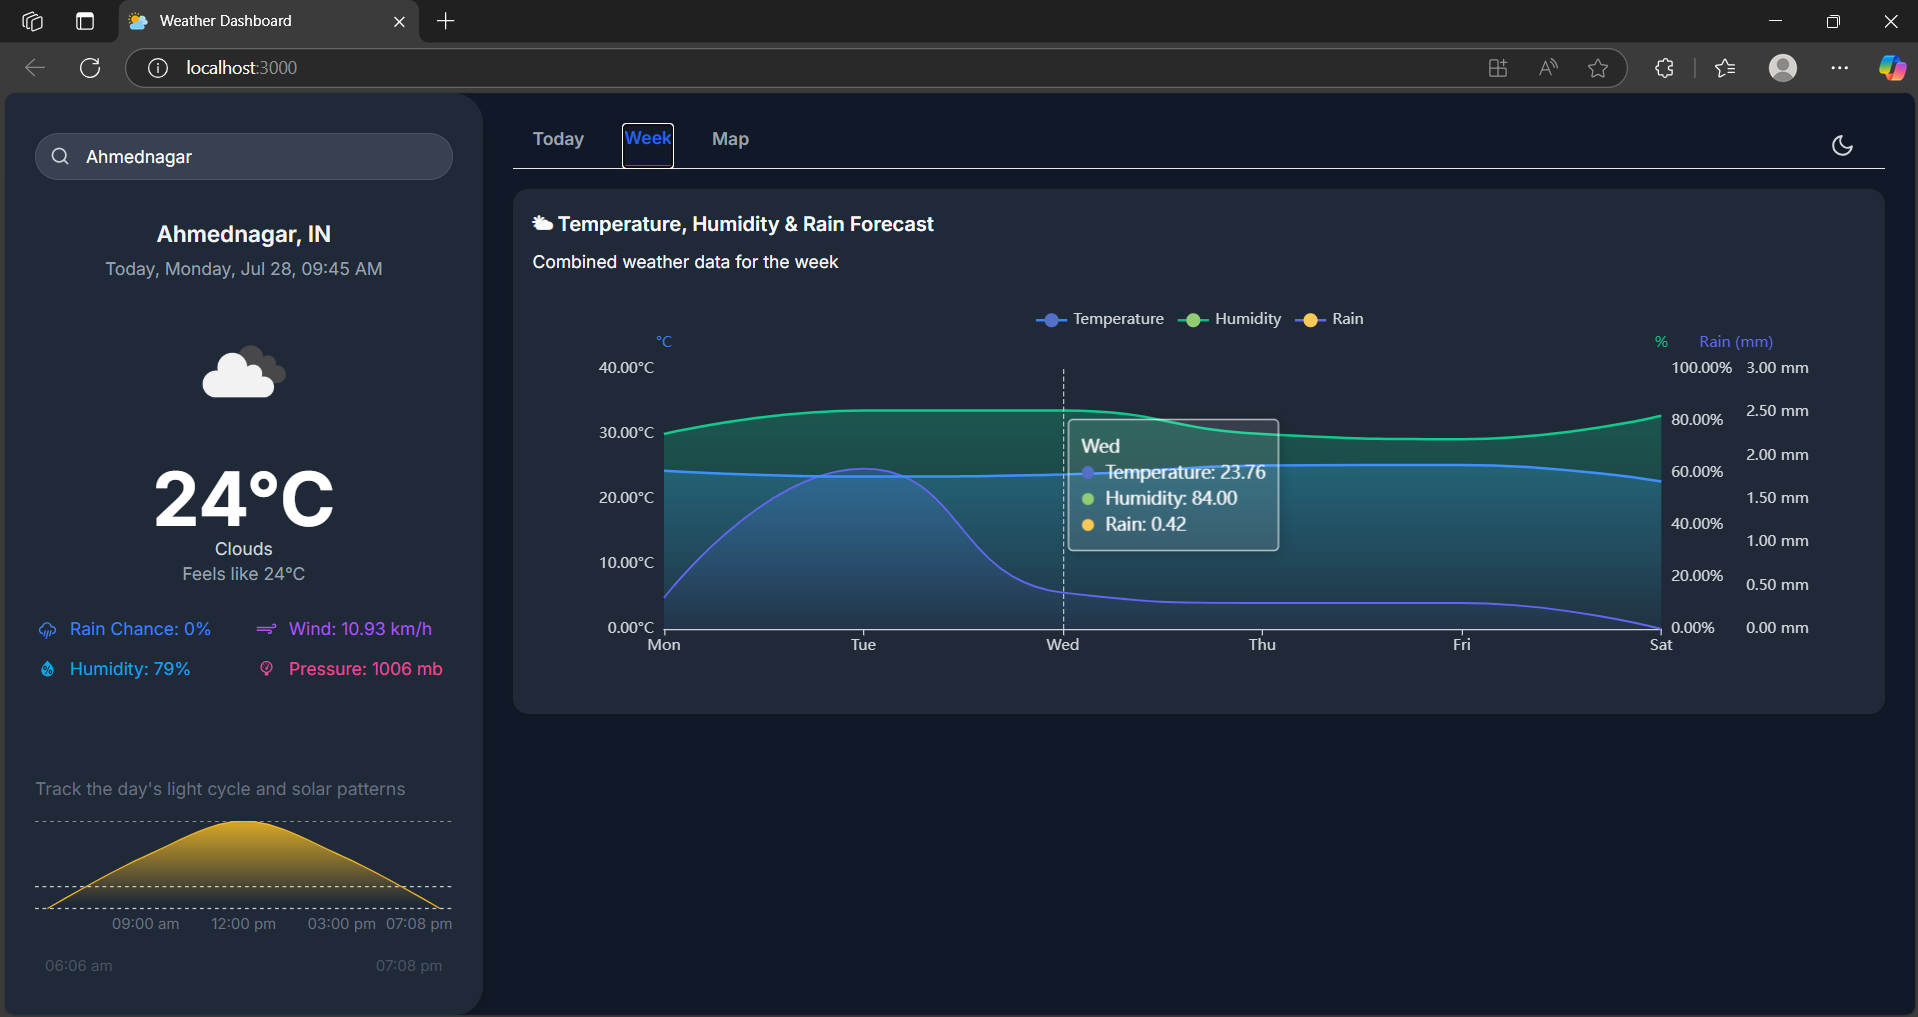 Weather Dashboard
localhost:3000
Ahmednagar
Ahmednagar, IN
Today, Monday, Jul 28, 09:45 AM
24°C
Clouds
Feels like 24°C
Rain Chance: 0%
Wind: 10.93 km/h
Humidity: 79%
Pressure: 1006 mb
Track the day's light cycle and solar patterns
09:00 am 12:00 pm 03:00 pm 07:08 pm
06:06 am 07:08 pm
Today Week Map
Temperature, Humidity & Rain Forecast
Combined weather data for the week
Temperature Humidity Rain
°C % Rain (mm)
40.00°C 100.00% 3.00 mm
80.00% 2.50 mm
30.00°C
60.00% 2.00 mm
20.00°C 1.50 mm
40.00% 1.00 mm
10.00°C
20.00% 0.50 mm
0.00°C 0.00% 0.00 mm
Wed
Temperature: 23.76
Humidity: 84.00
Rain: 0.42
Mon Tue Wed Thu Fri Sat